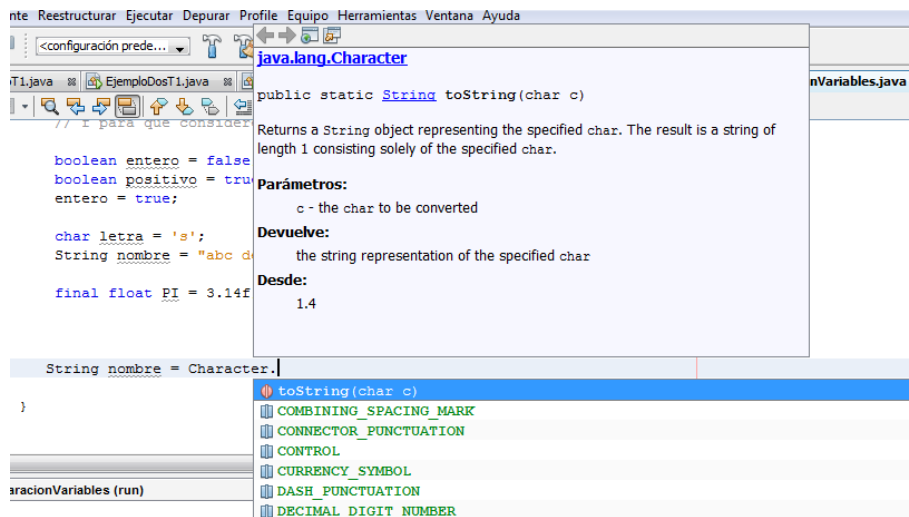 nte Reestructurar Ejecutar Depurar Profile Equipo Herramientas Ventana Ayuda
<configuración prede...
T1.java EjemploDosT1.java nVariables.java
// f para que consider
boolean entero = false
boolean positivo = tru
entero = true;
char letra = 's';
String nombre = "abc d
final float PI = 3.14f
String nombre = Character.
}
java.lang.Character
public static String toString(char c)
Returns a String object representing the specified char. The result is a string of
length 1 consisting solely of the specified char.
Parámetros:
c - the char to be converted
Devuelve:
the string representation of the specified char
Desde:
1.4
toString(char c)
COMBINING_SPACING_MARK
CONNECTOR_PUNCTUATION
CONTROL
CURRENCY_SYMBOL
DASH_PUNCTUATION
DECIMAL_DIGIT_NUMBER
aracionVariables (run)